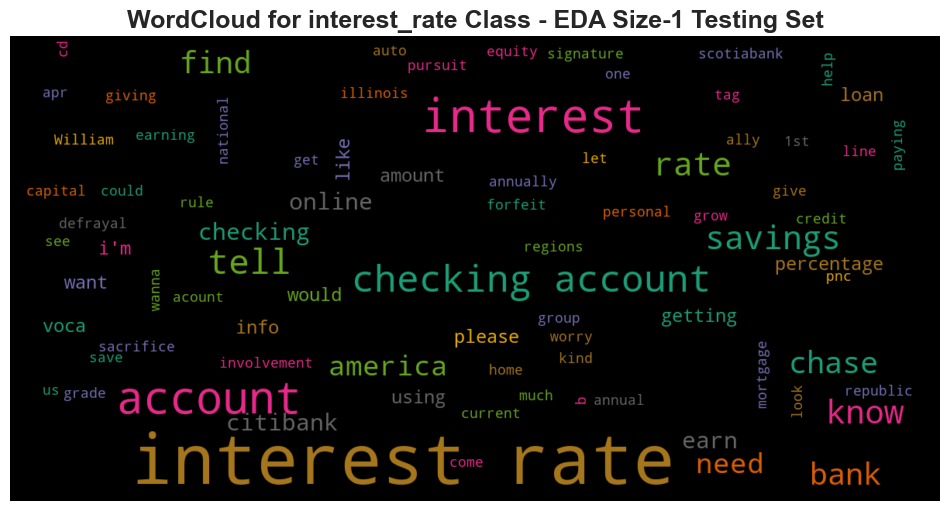 WordCloud for interest_rate Class - EDA Size-1 Testing Set
cd
find
auto
pursuit
equity
signature
one
scotiabank
help
apr
giving
illinois
interest
tag
loan
William
earning
national
get
like
let
ally
1st
line
paying
amount
rate
annually
capital
could
rule
online
forfeit
personal
grow
give
credit
defrayal
see
i'm
checking
regions
savings
tell
percentage
pnc
want
wanna
acount
would
checking account
voca
info
please
group
worry
getting
sacrifice
save
involvement
america
home
kind
mortgage
chase
us
grade
account
using
much
b
annual
current
look
republic
know
citibank
earn
interest rate
come
need
bank